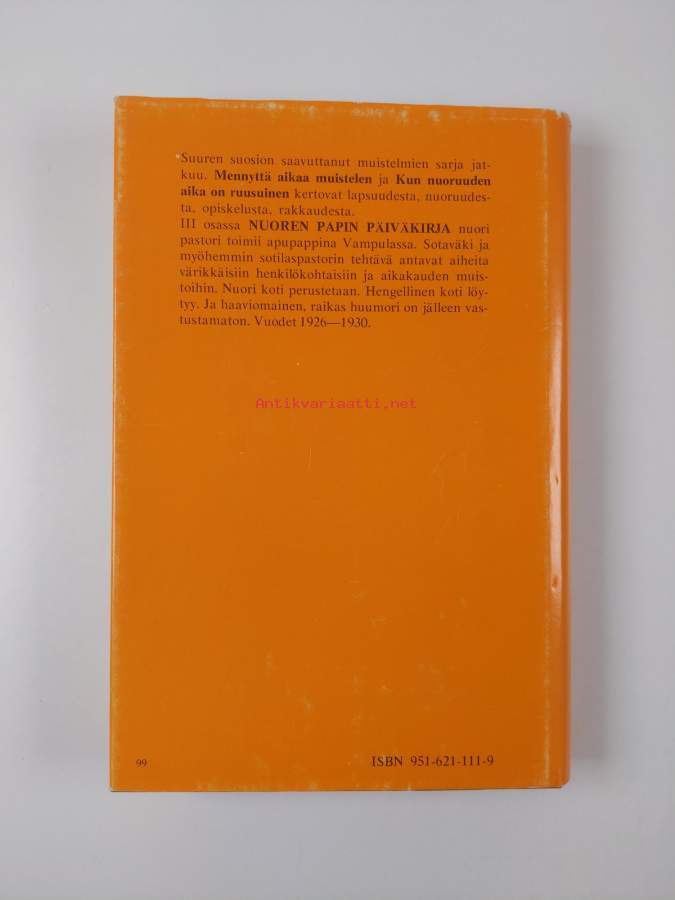 Suuren suosion saavuttanut muistelmien sarja jat-
kuu. Mennyttä aikaa muistelen ja Kun nuoruuden
aika on ruusuinen kertovat lapsuudesta, nuoruudes-
ta, opiskelusta, rakkaudesta.
III osassa NUOREN PAPIN PÄIVÄKIRJA nuori
pastori toimii apupappina Vampulassa. Sotaväki ja
myöhemmin sotilaspastorin tehtävä antavat aiheita
värikkäisiin henkilökohtaisiin ja aikakauden muis-
toihin. Nuori koti perustetaan. Hengellinen koti löy-
tyy. Ja haaviomainen, raikas huumori on jälleen vas-
tustamaton. Vuodet 1926—1930.
Antikvariaatti.net
99
ISBN 951-621-111-9